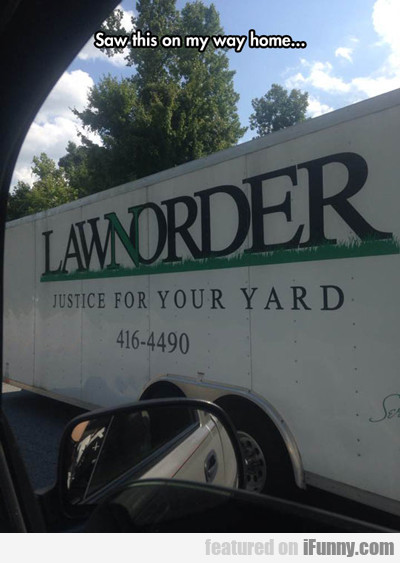 Saw this on my way home...
LAWNORDER
JUSTICE FOR YOUR YARD
416-4490
featured on iFunny.com